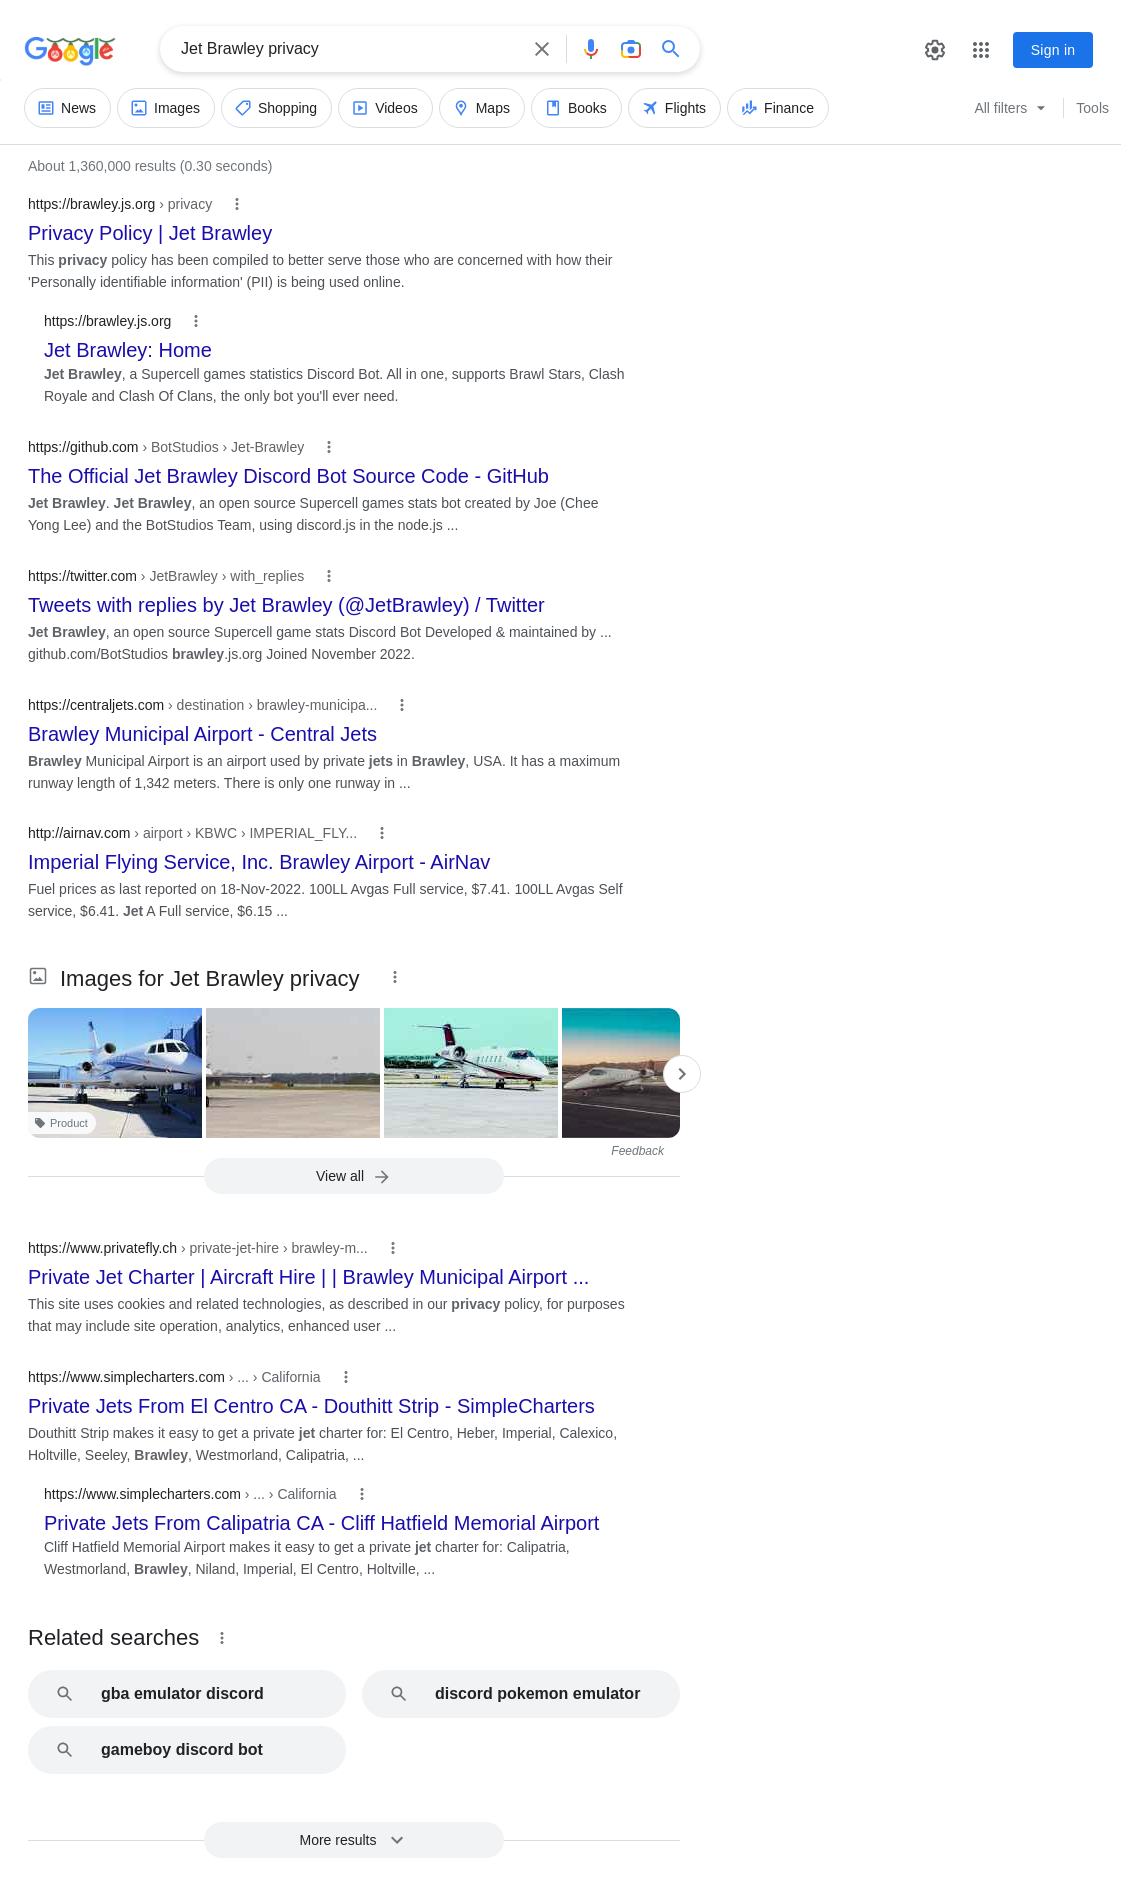 Google
Jet Brawley privacy
Sign in
News
Images
Shopping
Videos
Maps
Books
Flights
Finance
All filters
Tools
About 1,360,000 results (0.30 seconds)
https://brawley.js.org › privacy
Privacy Policy | Jet Brawley
This privacy policy has been compiled to better serve those who are concerned with how their
'Personally identifiable information' (PII) is being used online.
https://brawley.js.org
Jet Brawley: Home
Jet Brawley, a Supercell games statistics Discord Bot. All in one, supports Brawl Stars, Clash
Royale and Clash Of Clans, the only bot you'll ever need.
https://github.com › BotStudios › Jet-Brawley
The Official Jet Brawley Discord Bot Source Code - GitHub
Jet Brawley. Jet Brawley, an open source Supercell games stats bot created by Joe (Chee
Yong Lee) and the BotStudios Team, using discord.js in the node.js ...
https://twitter.com › JetBrawley › with_replies
Tweets with replies by Jet Brawley (@JetBrawley) / Twitter
Jet Brawley, an open source Supercell game stats Discord Bot Developed & maintained by ...
github.com/BotStudios brawley.js.org Joined November 2022.
https://centraljets.com › destination › brawley-municipa...
Brawley Municipal Airport - Central Jets
Brawley Municipal Airport is an airport used by private jets in Brawley, USA. It has a maximum
runway length of 1,342 meters. There is only one runway in ...
http://airnav.com › airport › KBWC › IMPERIAL_FLY...
Imperial Flying Service, Inc. Brawley Airport - AirNav
Fuel prices as last reported on 18-Nov-2022. 100LL Avgas Full service, $7.41. 100LL Avgas Self
service, $6.41. Jet A Full service, $6.15 ...
Images for Jet Brawley privacy
Product
Feedback
View all
https://www.privatefly.ch › private-jet-hire › brawley-m...
Private Jet Charter | Aircraft Hire | | Brawley Municipal Airport ...
This site uses cookies and related technologies, as described in our privacy policy, for purposes
that may include site operation, analytics, enhanced user ...
https://www.simplecharters.com › ... › California
Private Jets From El Centro CA - Douthitt Strip - SimpleCharters
Douthitt Strip makes it easy to get a private jet charter for: El Centro, Heber, Imperial, Calexico,
Holtville, Seeley, Brawley, Westmorland, Calipatria, ...
https://www.simplecharters.com › ... › California
Private Jets From Calipatria CA - Cliff Hatfield Memorial Airport
Cliff Hatfield Memorial Airport makes it easy to get a private jet charter for: Calipatria,
Westmorland, Brawley, Niland, Imperial, El Centro, Holtville, ...
Related searches
gba emulator discord
discord pokemon emulator
gameboy discord bot
More results